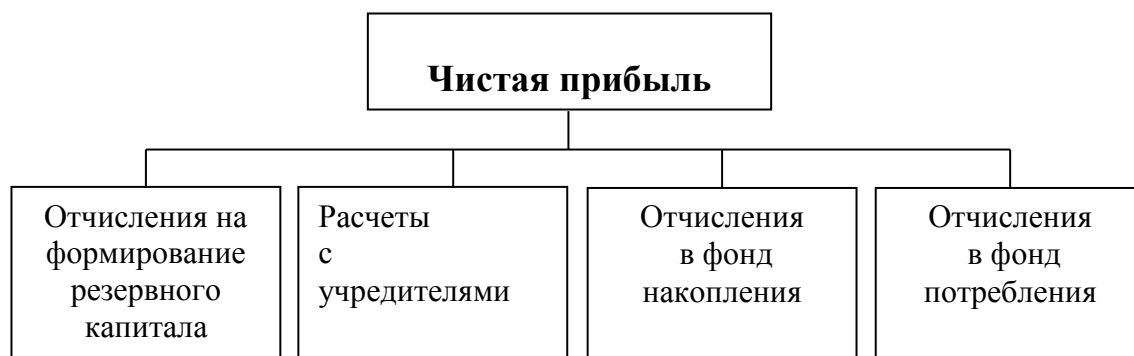 Чистая прибыль
Отчисления на
формирование
резервного
капитала
Расчеты
с
учредителями
Отчисления
в фонд
накопления
Отчисления
в фонд
потребления